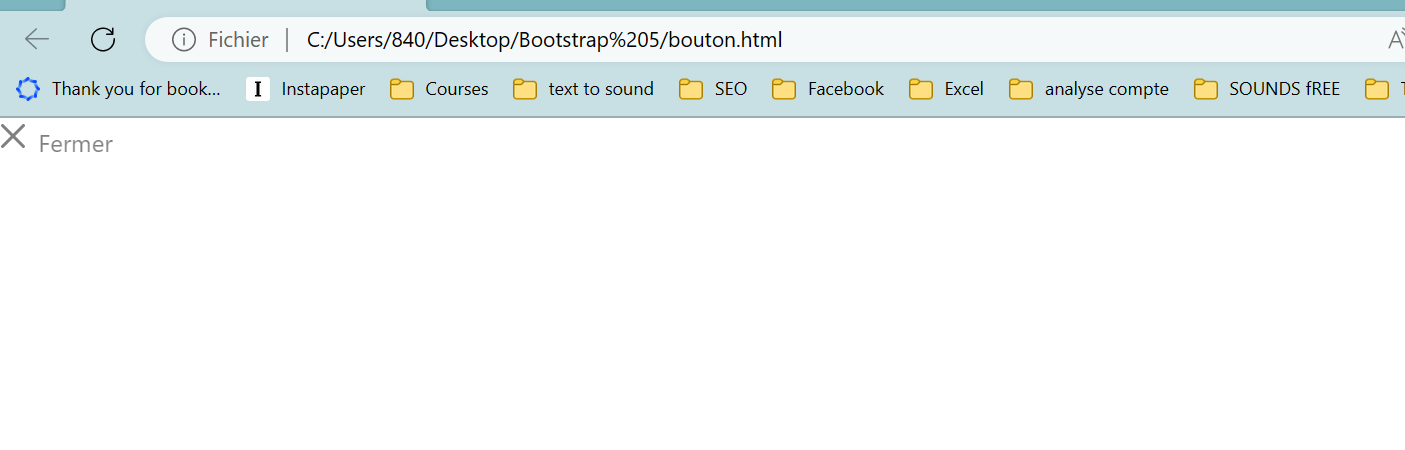 Fichier C:/Users/840/Desktop/Bootstrap%205/bouton.html A
Thank you for book... I Instapaper Courses text to sound SEO Facebook Excel analyse compte SOUNDS fREE
Fermer